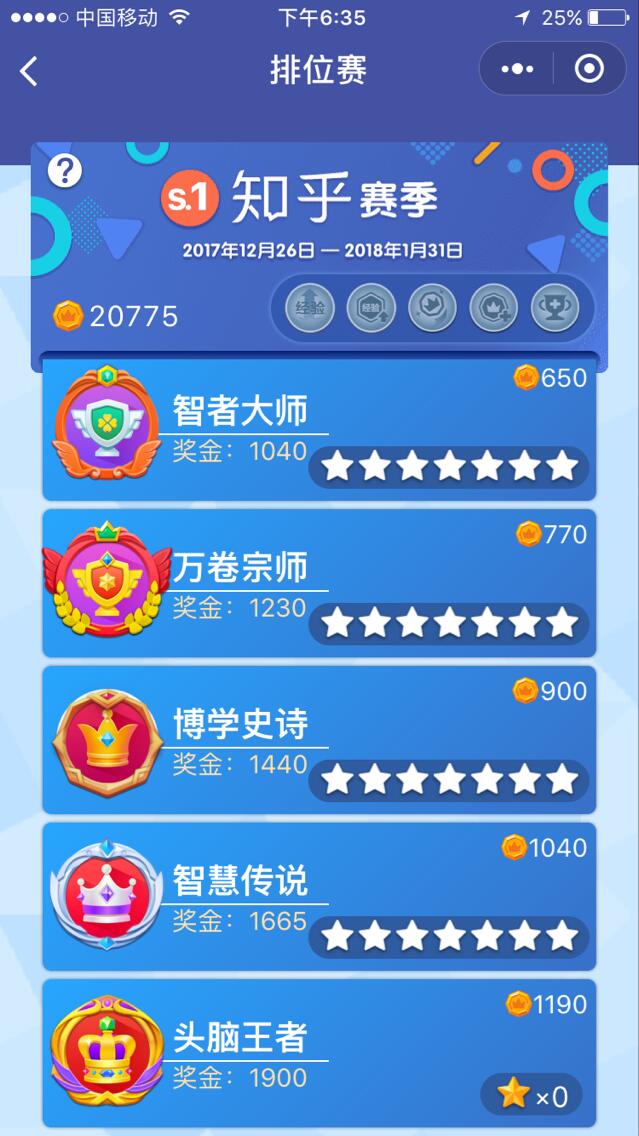 中国移动 下午6:35 25%
排位赛
?
s.1 知乎赛季
2017年12月26日 — 2018年1月31日
20775
经验 经验
650
智者大师
奖金: 1040
770
万卷宗师
奖金: 1230
900
博学史诗
奖金: 1440
1040
智慧传说
奖金: 1665
1190
头脑王者
奖金: 1900
×0